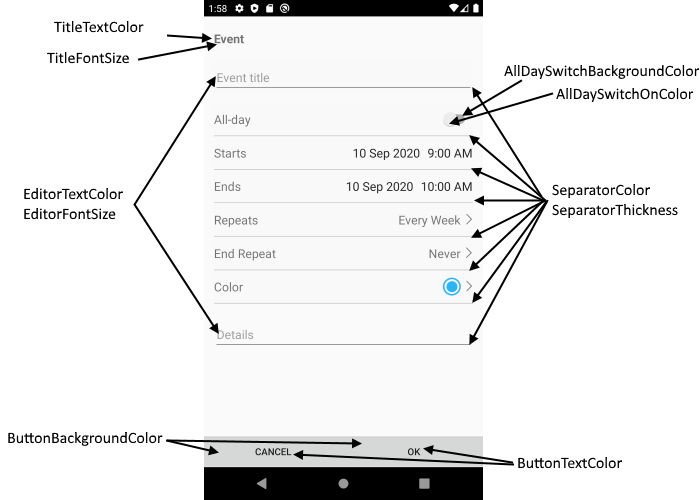 1:58
TitleTextColor
Event
TitleFontSize
Event title
AllDaySwitchBackgroundColor
AllDaySwitchOnColor
All-day
Starts 10 Sep 2020 9:00 AM
Ends 10 Sep 2020 10:00 AM
EditorTextColor
EditorFontSize
SeparatorColor
SeparatorThickness
Repeats Every Week
End Repeat Never
Color
Details
ButtonBackgroundColor
CANCEL OK
ButtonTextColor